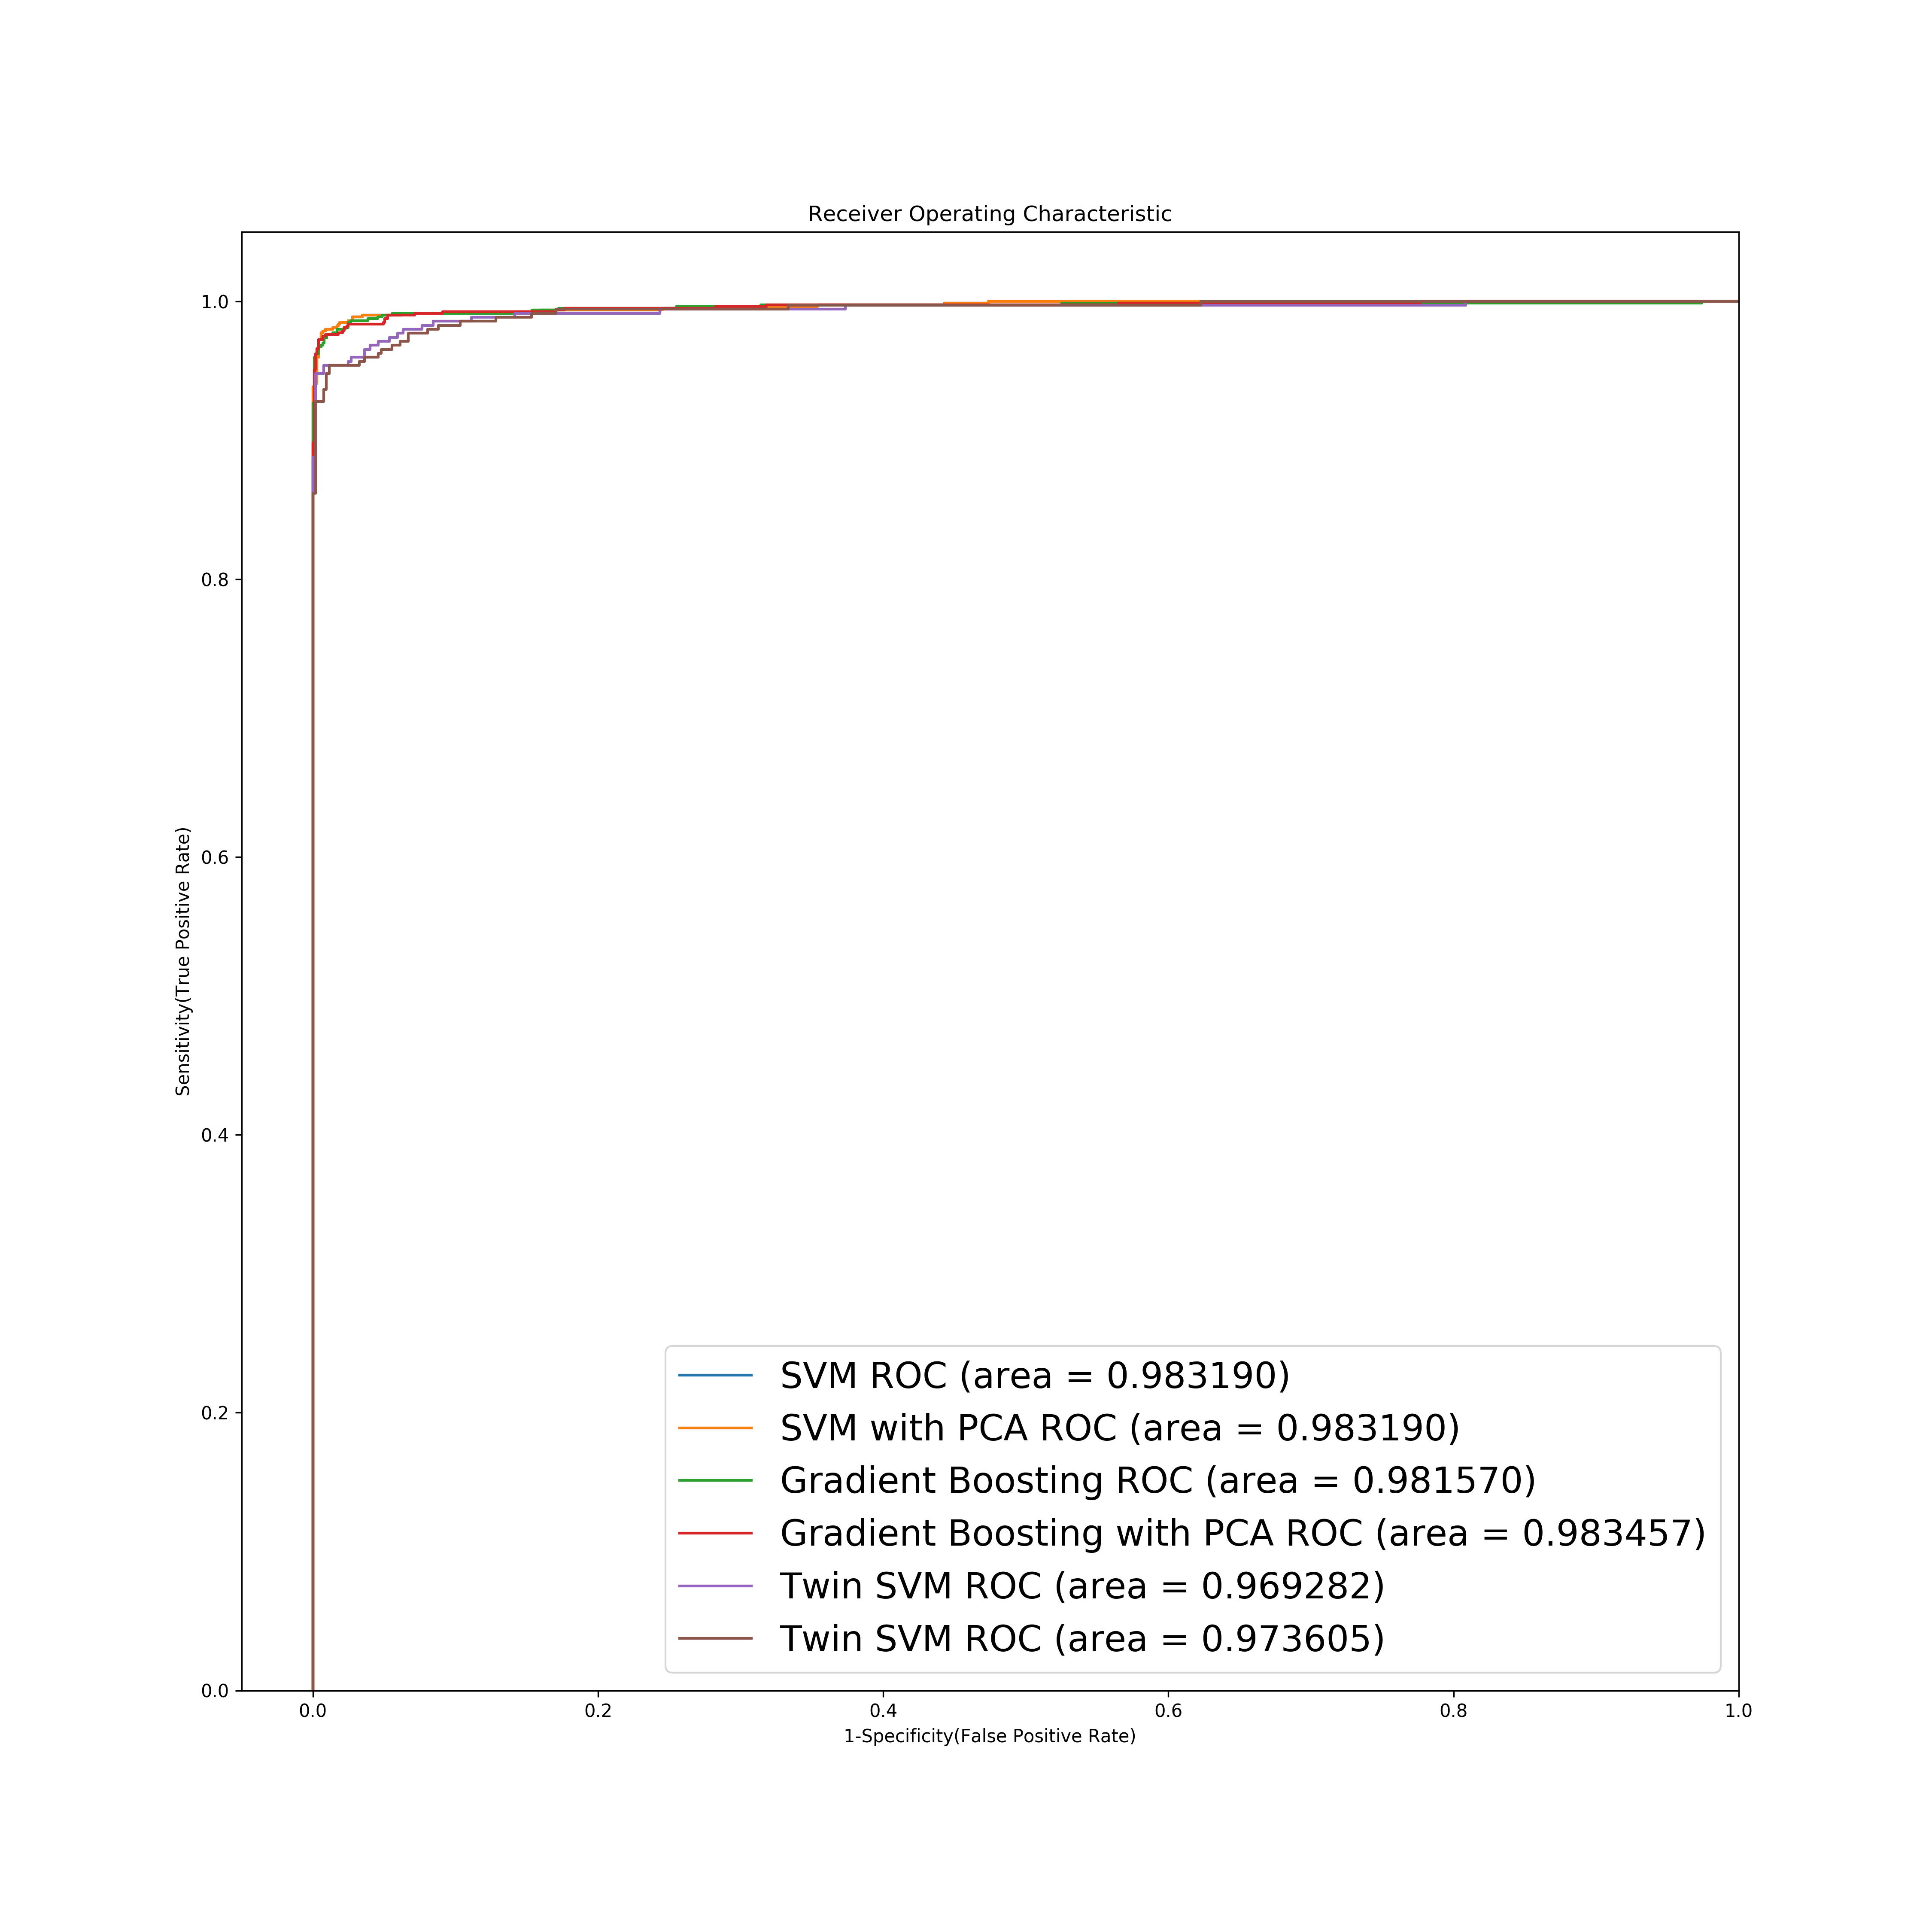 Receiver Operating Characteristic
1.0
0.8
0.6
0.4
0.2
0.0
Sensitivity(True Positive Rate)
SVM ROC (area = 0.983190)
SVM with PCA ROC (area = 0.983190)
Gradient Boosting ROC (area = 0.981570)
Gradient Boosting with PCA ROC (area = 0.983457)
Twin SVM ROC (area = 0.969282)
Twin SVM ROC (area = 0.973605)
0.0 0.2 0.4 0.6 0.8 1.0
1-Specificity(False Positive Rate)